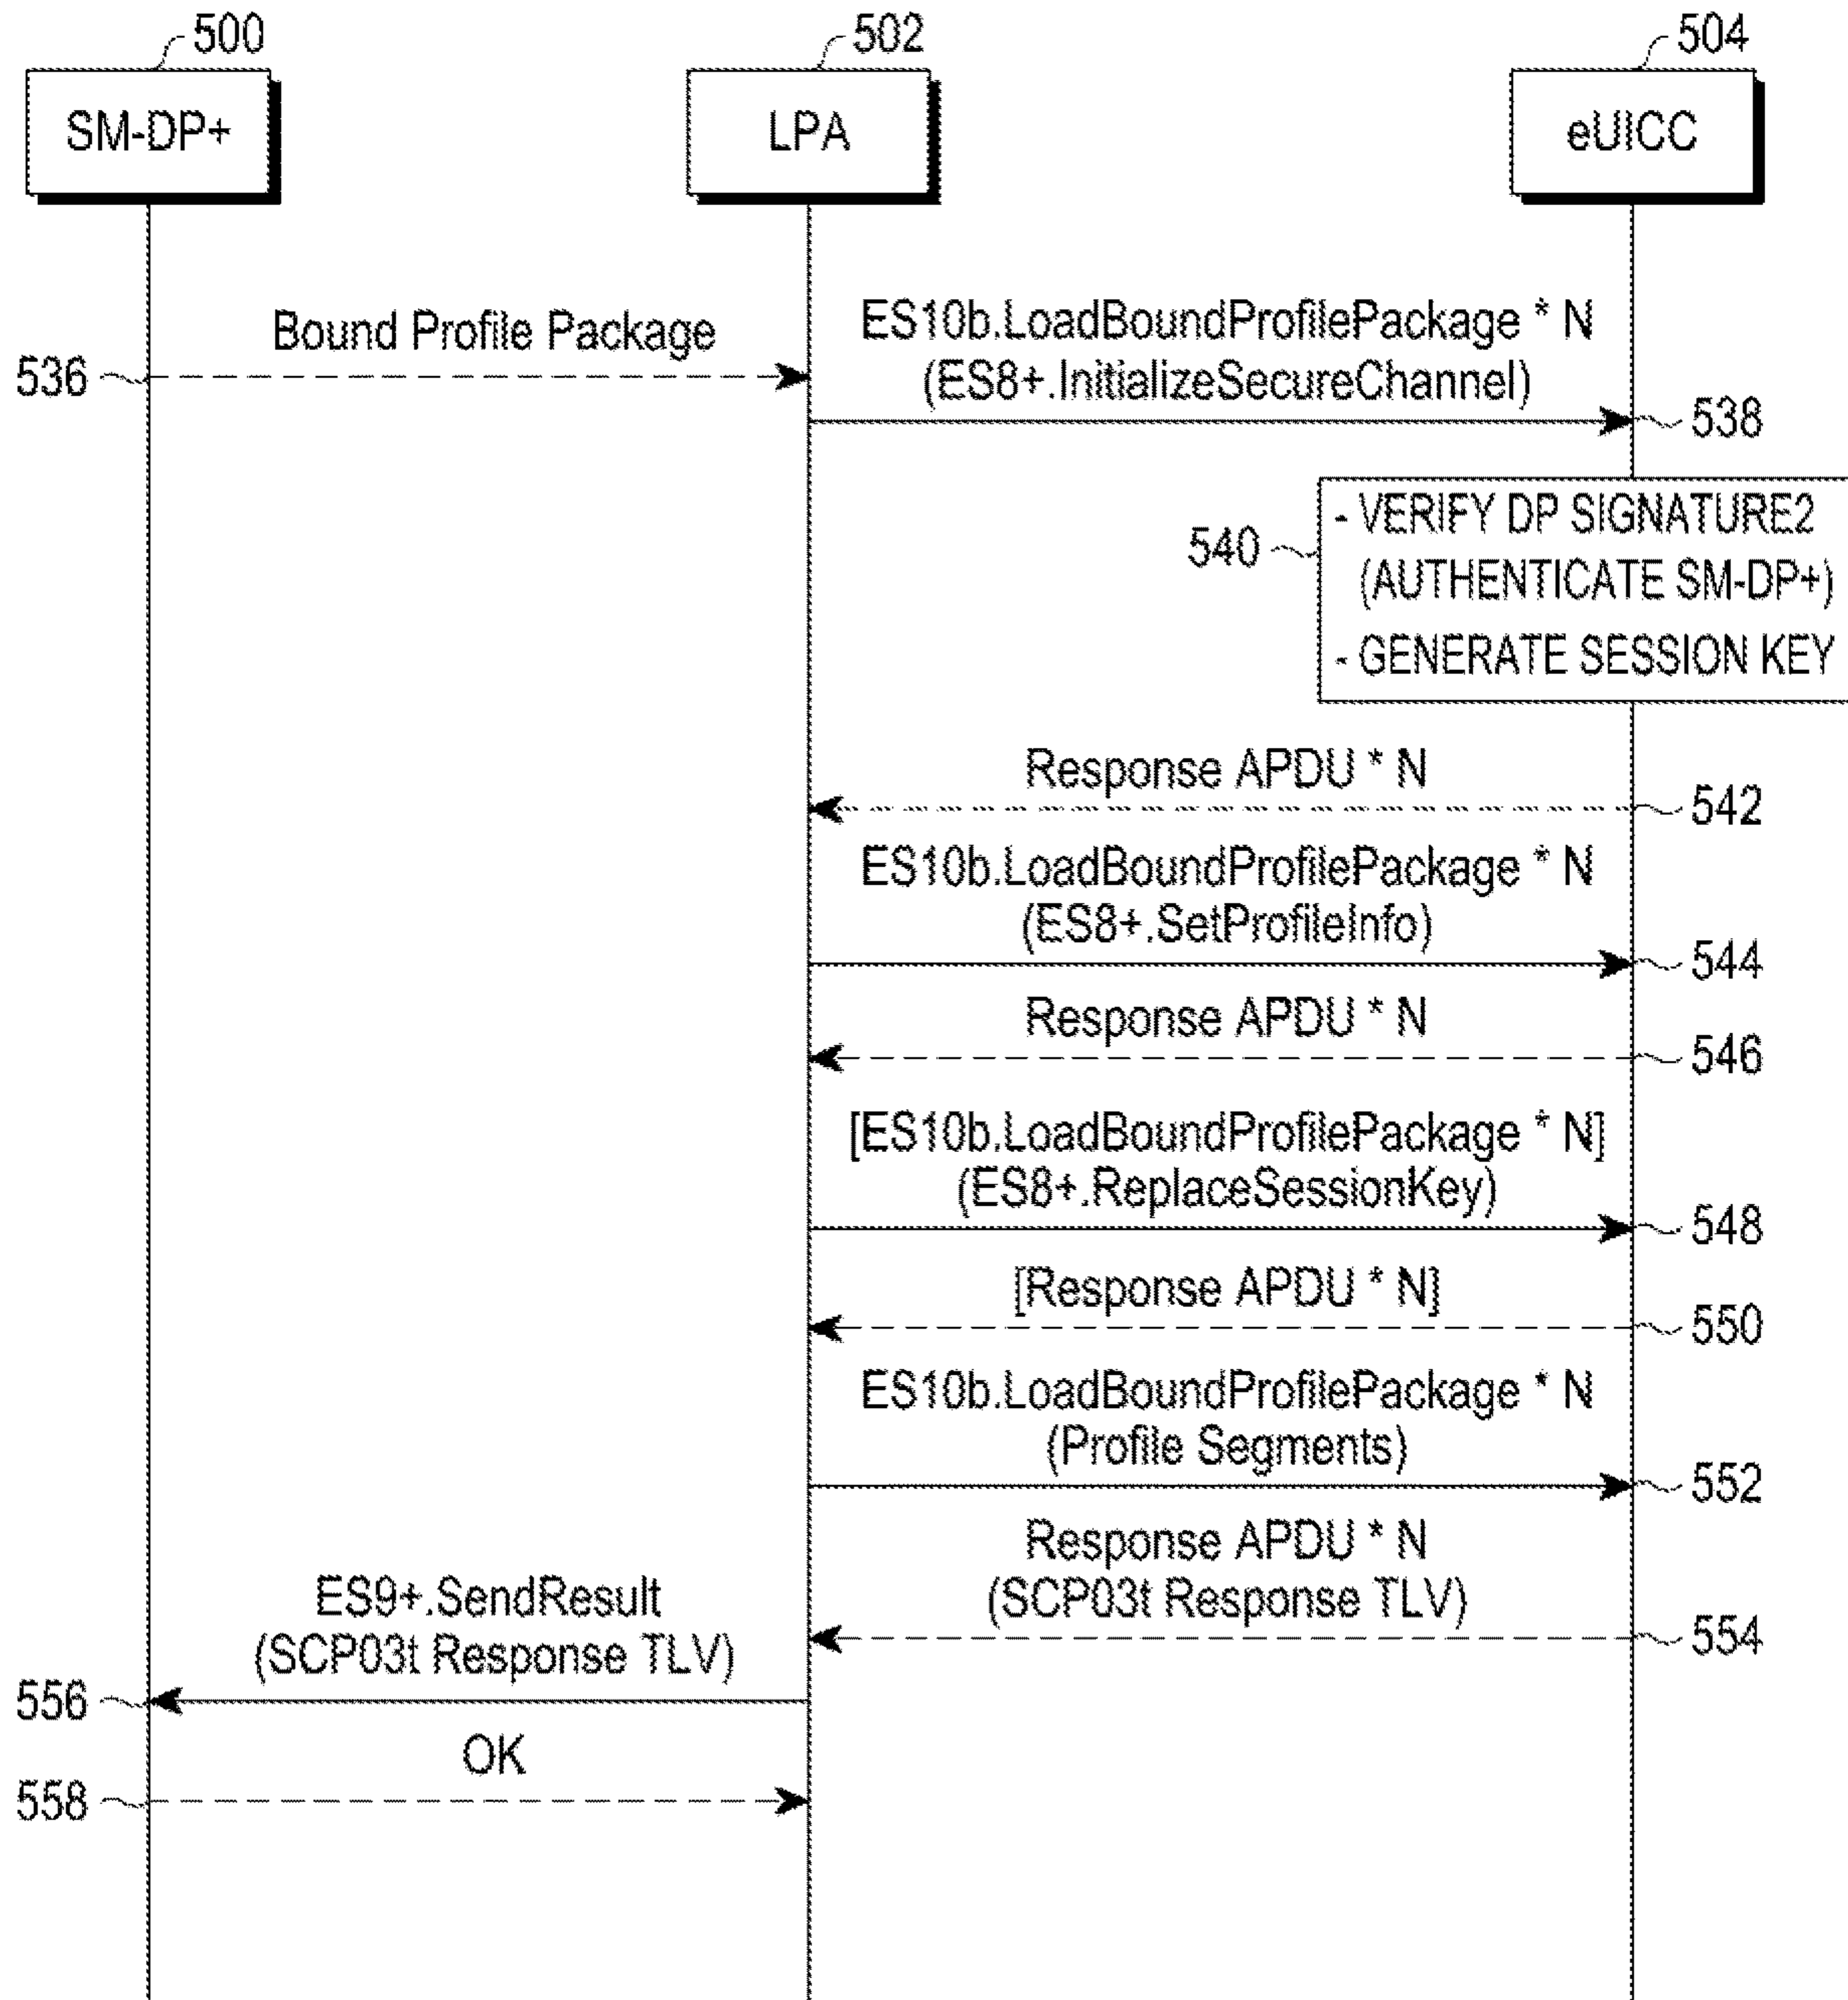 500
502
504
SM-DP+
LPA
eUICC
Bound Profile Package
536
ES10b.LoadBoundProfilePackage * N
(ES8+.InitializeSecureChannel)
538
540
- VERIFY DP SIGNATURE2
(AUTHENTICATE SM-DP+)
- GENERATE SESSION KEY
Response APDU * N
542
ES10b.LoadBoundProfilePackage * N
(ES8+.SetProfileInfo)
544
Response APDU * N
546
[ES10b.LoadBoundProfilePackage * N]
(ES8+.ReplaceSessionKey)
548
[Response APDU * N]
550
ES10b.LoadBoundProfilePackage * N
(Profile Segments)
552
Response APDU * N
(SCP03t Response TLV)
554
ES9+.SendResult
(SCP03t Response TLV)
556
OK
558